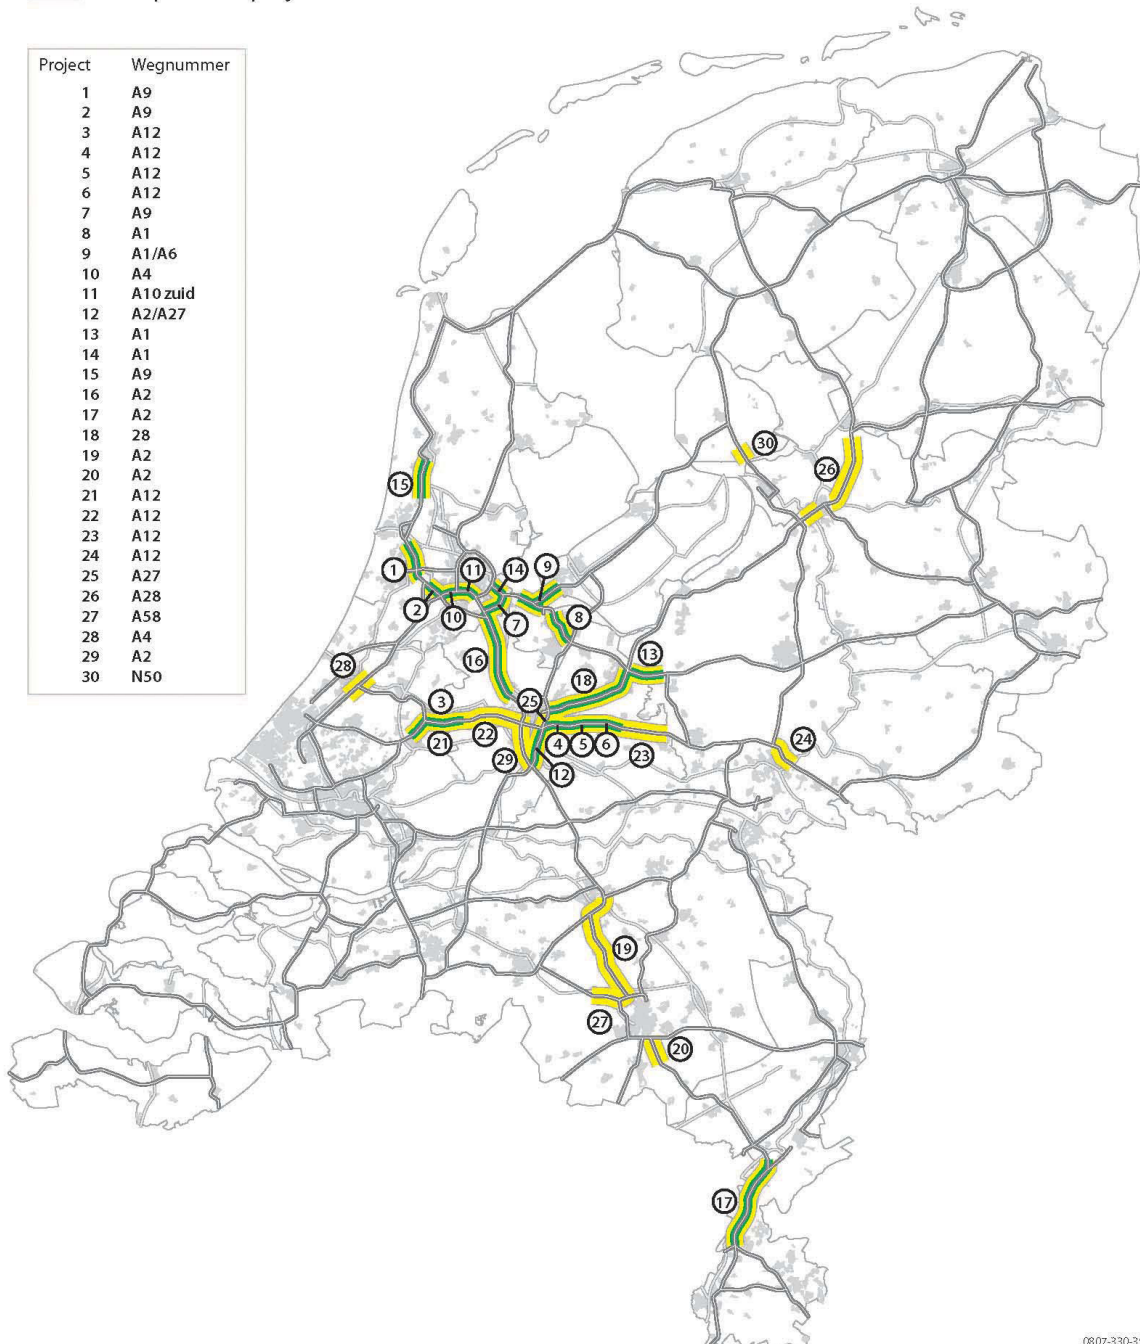 Project Wegnummer
1 A9
2 A9
3 A12
4 A12
5 A12
6 A12
7 A9
8 A1
9 A1/A6
10 A4
11 A10 zuid
12 A2/A27
13 A1
14 A1
15 A9
16 A2
17 A2
18 28
19 A2
20 A2
21 A12
22 A12
23 A12
24 A12
25 A27
26 A28
27 A58
28 A4
29 A2
30 N50
30
26
15
1
11
14
9
2
10
7
8
16
28
13
18
3
25
21
22
4
5
6
23
24
29
12
19
27
20
17